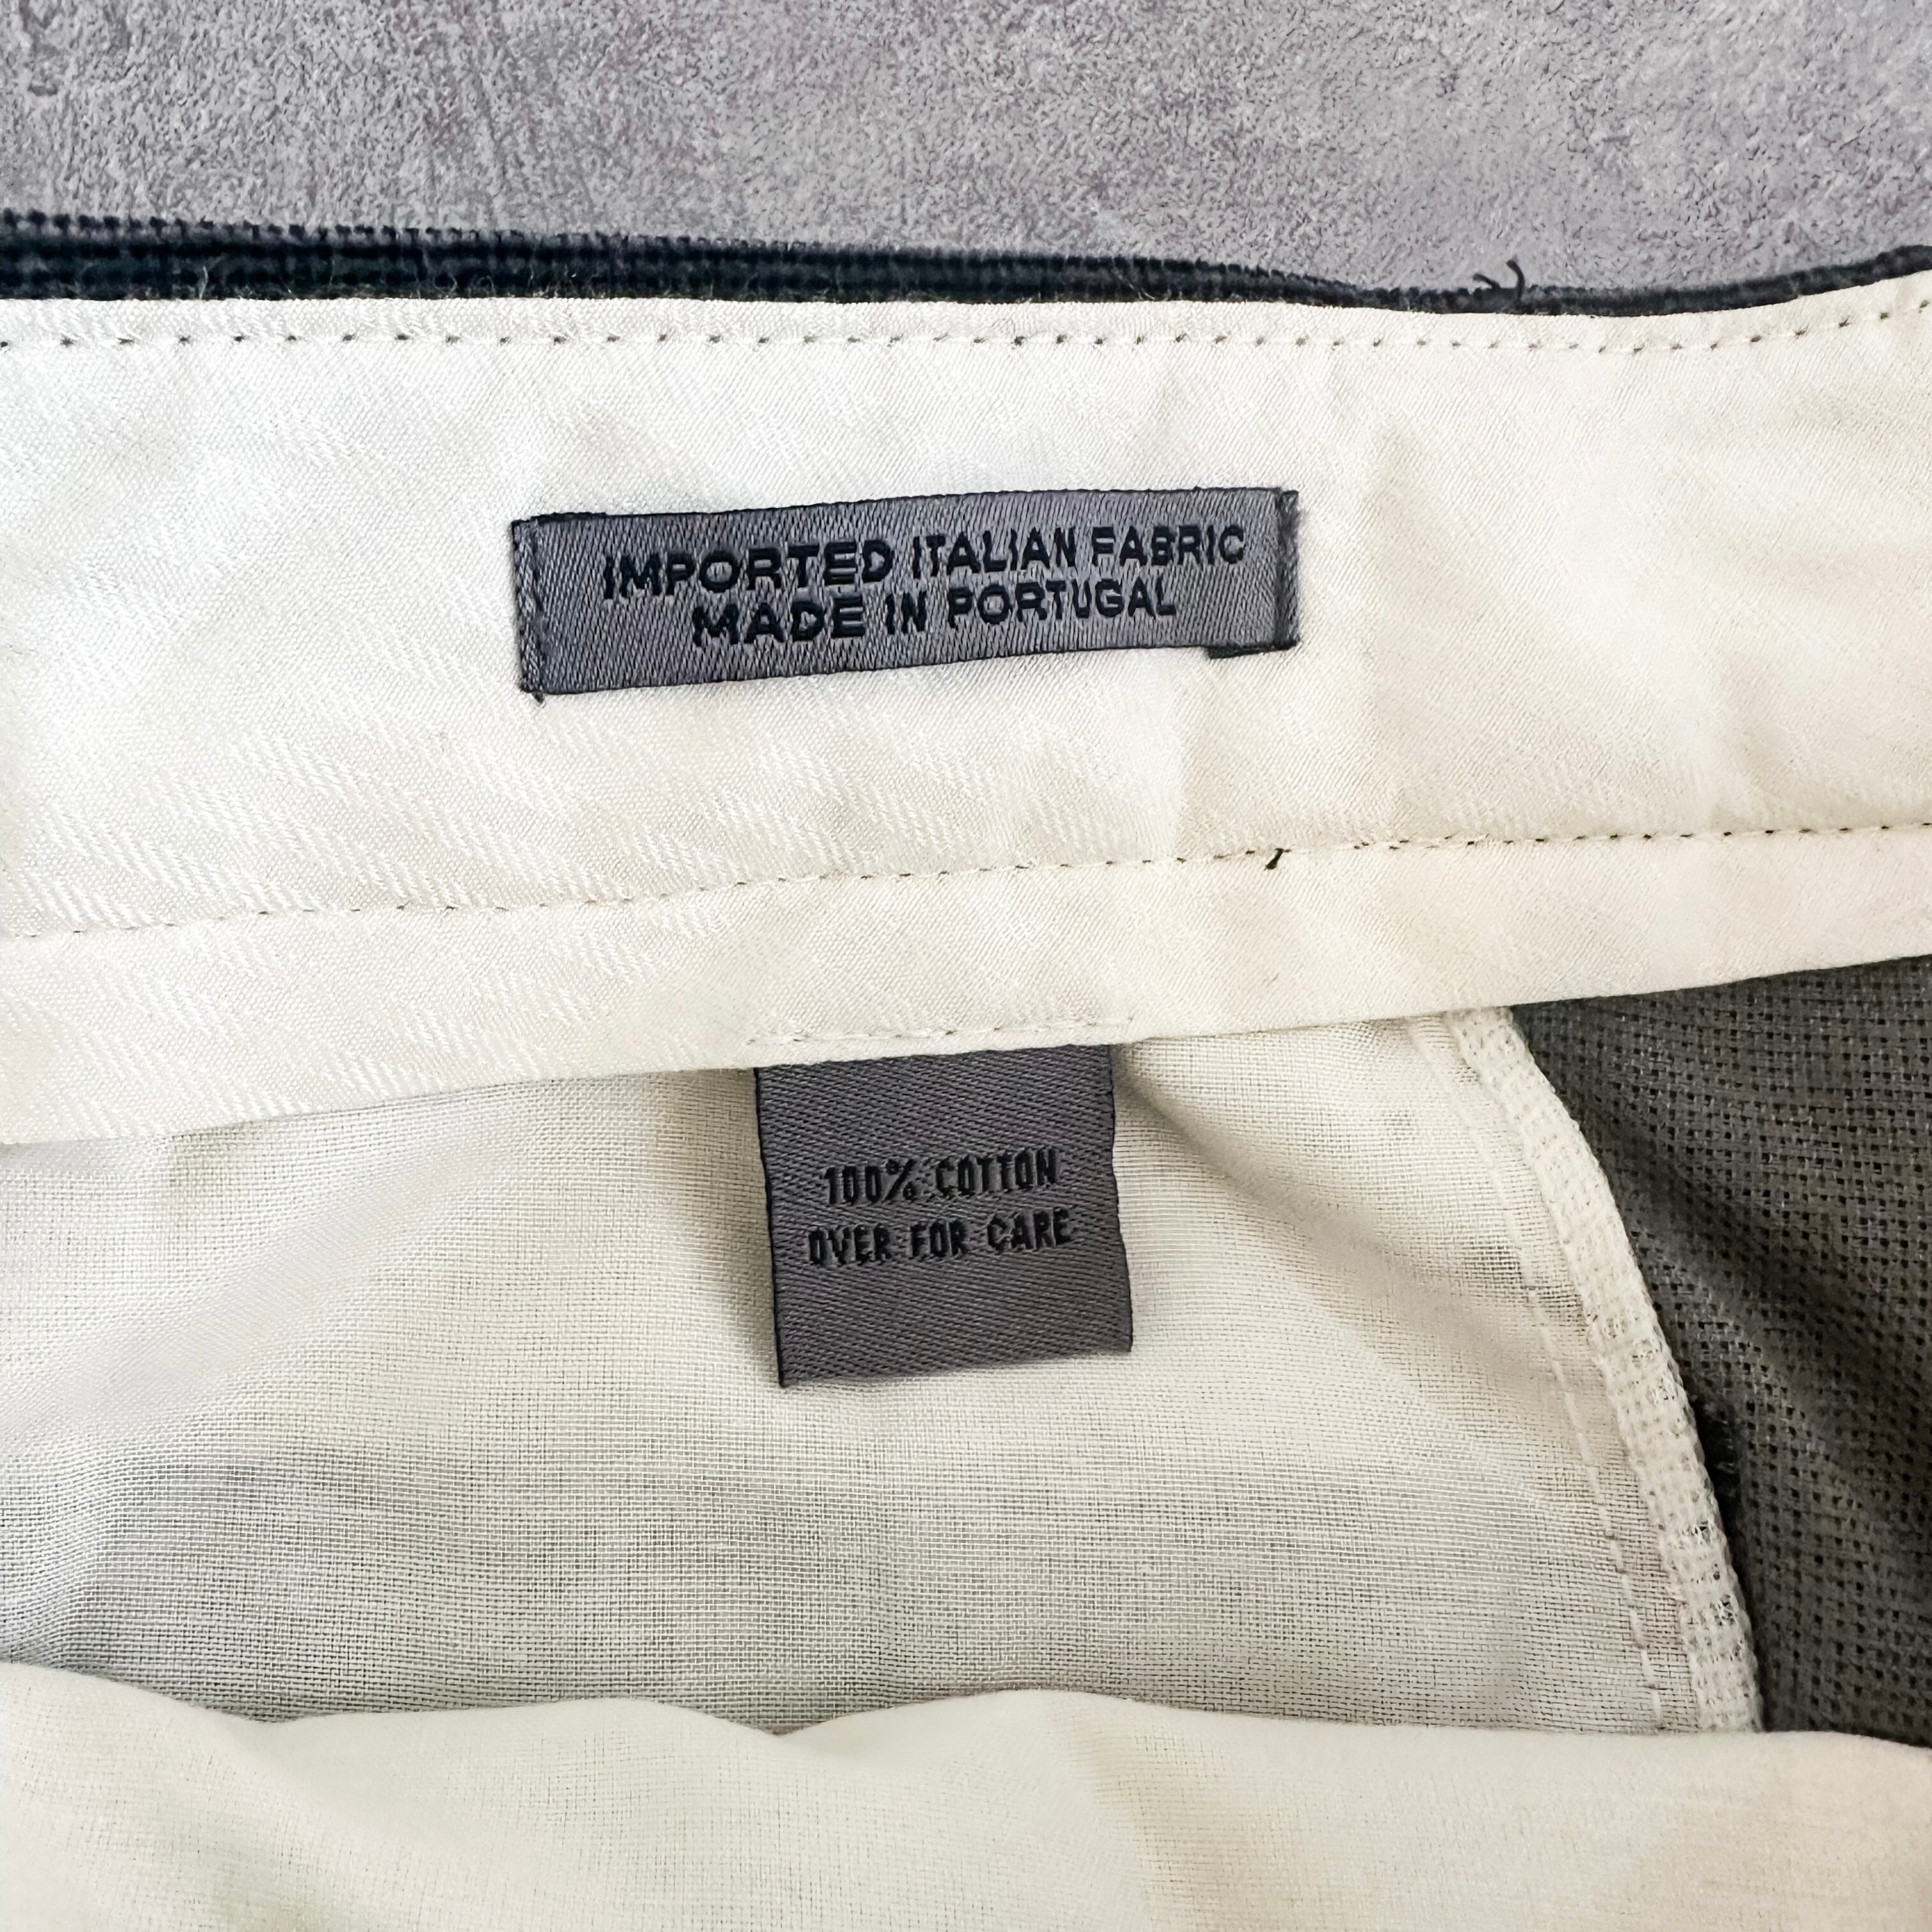 IMPORTED ITALIAN FABRIC
MADE IN PORTUGAL
100% COTTON
OVER FOR CARE